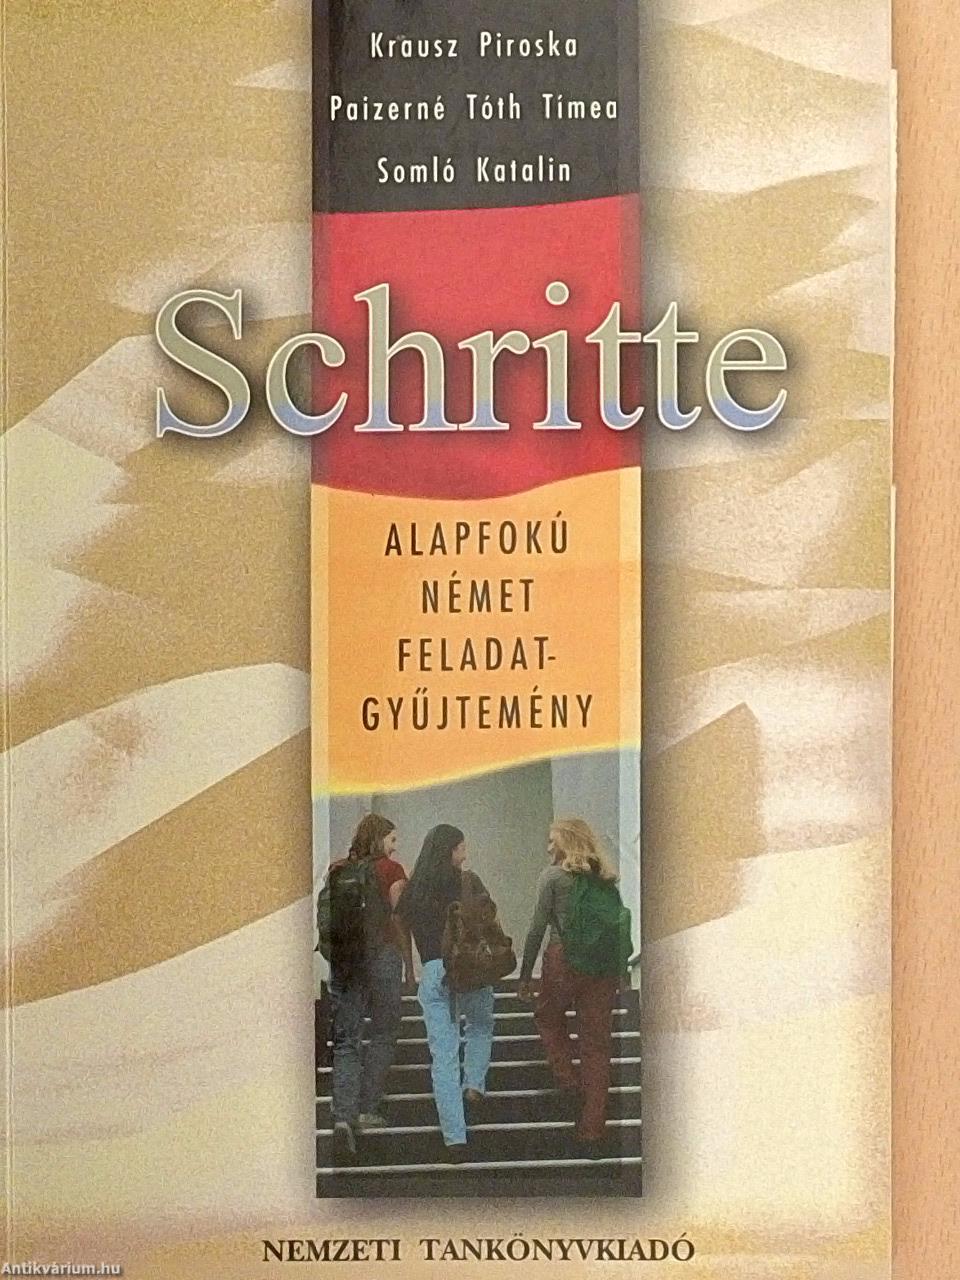 Krausz Piroska
Paizerné Tóth Tímea
Somló Katalin
Schritte
ALAPFOKÚ
NÉMET
FELADAT-
GYŰJTEMÉNY
NEMZETI TANKÖNYVKIADÓ
Antikvárium.hu